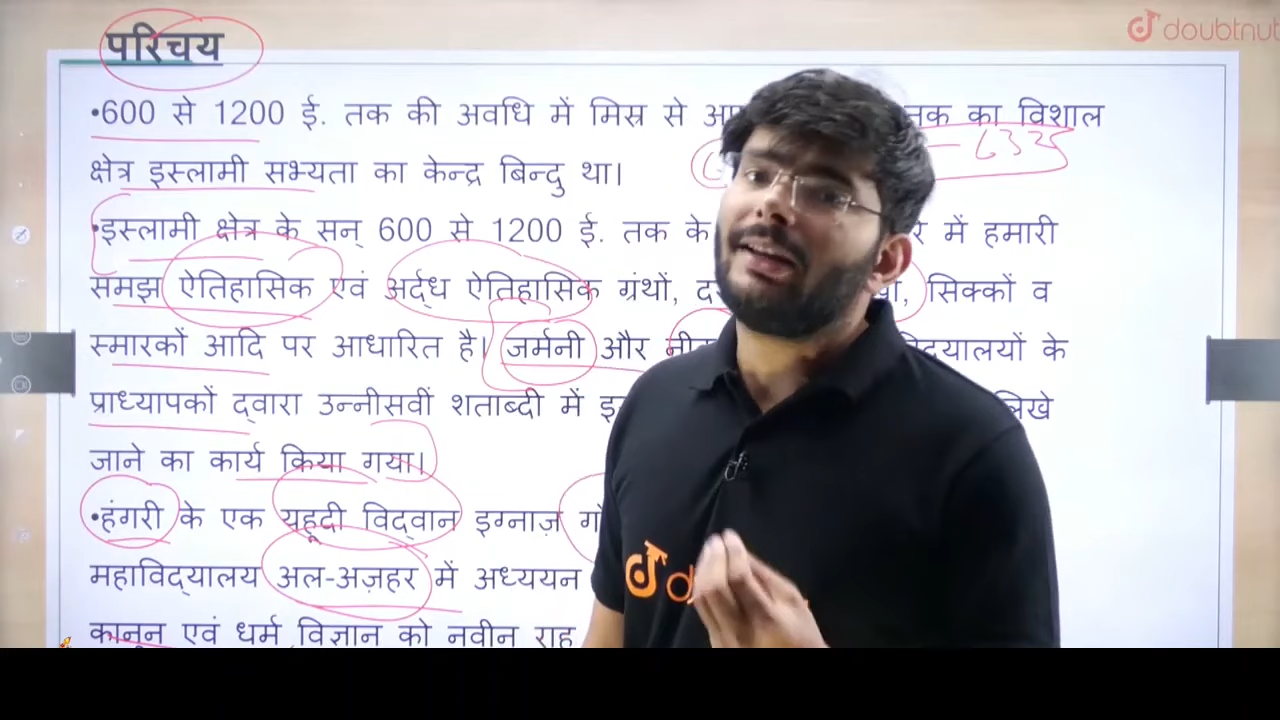 doubtnut
परिचय
•600 से 1200 ई. तक की अवधि में मिस्र से तक का विशाल
क्षेत्र इस्लामी सभ्यता का केन्द्र बिन्दु था।
•इस्लामी क्षेत्र के सन् 600 से 1200 ई. तक के में हमारी
समझ ऐतिहासिक एवं अर्द्ध ऐतिहासिक ग्रंथों, सिक्कों व
स्मारकों आदि पर आधारित है। जर्मनी और के
प्राध्यापकों द्वारा उन्नीसवीं शताब्दी में लिखे
जाने का कार्य किया गया।
•हंगरी के एक यहूदी विद्वान इग्नाज़
महाविद्यालय अल-अज़हर में अध्ययन
कानून एवं धर्म विज्ञान को नवीन राह